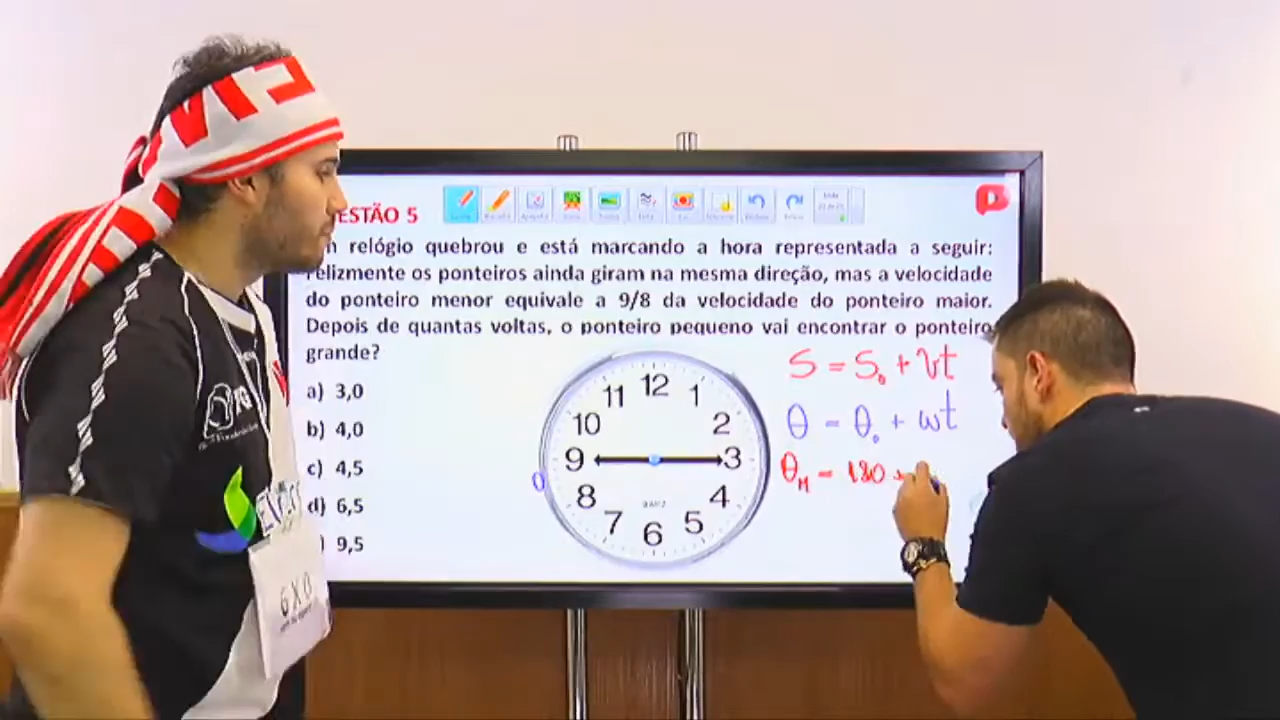 ESTÃO 5
relógio quebrou e está marcando a hora representada a seguir:
elizmente os ponteiros ainda giram na mesma direção, mas a velocidade
do ponteiro menor equivale a 9/8 da velocidade do ponteiro maior.
Depois de quantas voltas, o ponteiro pequeno vai encontrar o ponteiro
grande?
a) 3,0
b) 4,0
c) 4,5
d) 6,5
) 9,5
12
11 1
10 2
9 3
8 4
7 5
6
0
S = S₀ + vt
θ = θ₀ + ωt
θ_M = 180 +
6X0